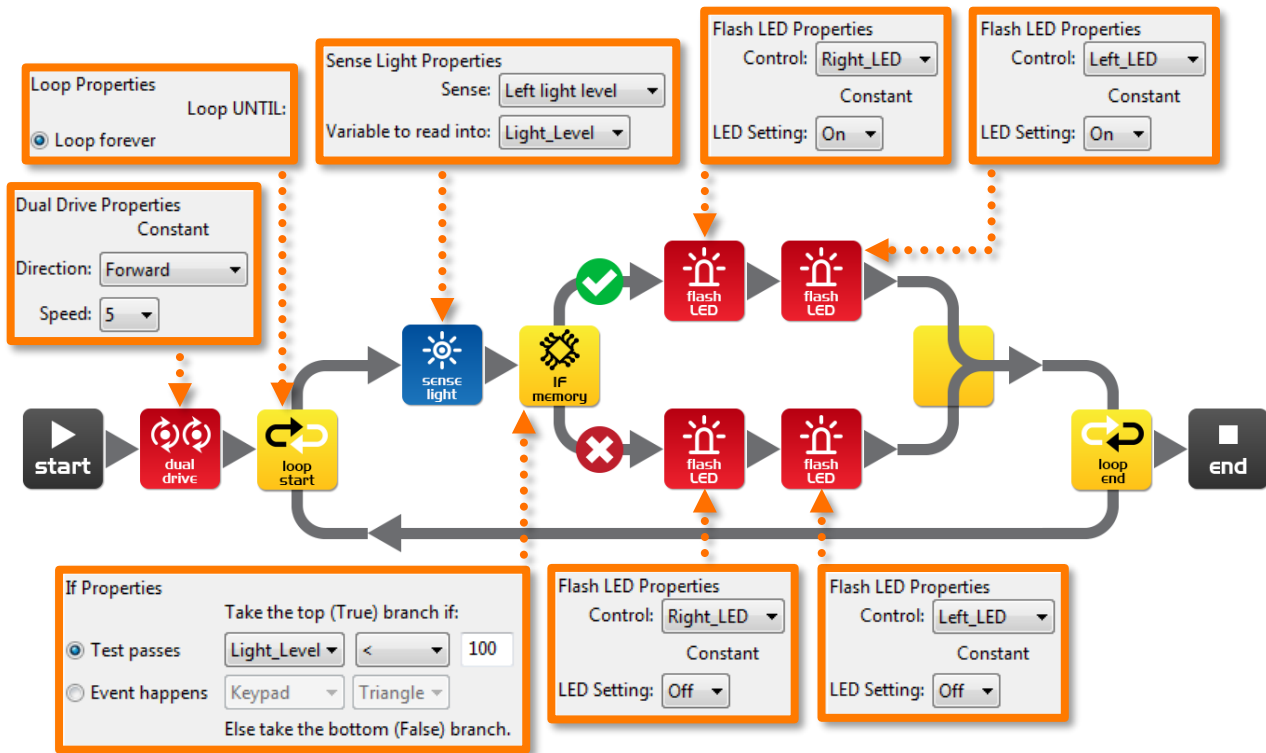 Loop Properties
Loop UNTIL:
Loop forever
Sense Light Properties
Sense: Left light level
Variable to read into: Light_Level
Flash LED Properties
Control: Right_LED
Constant
LED Setting: On
Flash LED Properties
Control: Left_LED
Constant
LED Setting: On
Dual Drive Properties
Constant
Direction: Forward
Speed: 5
start
dual
drive
loop
start
sense
light
IF
memory
flash
LED
flash
LED
flash
LED
flash
LED
loop
end
end
If Properties
Take the top (True) branch if:
Test passes Light_Level < 100
Event happens Keypad Triangle
Else take the bottom (False) branch.
Flash LED Properties
Control: Right_LED
Constant
LED Setting: Off
Flash LED Properties
Control: Left_LED
Constant
LED Setting: Off